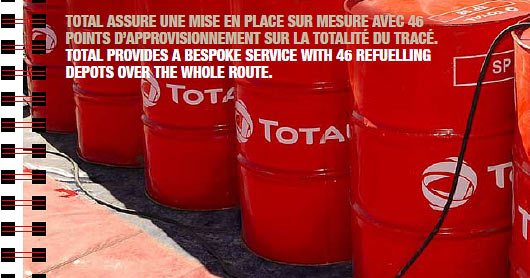 TOTAL ASSURE UNE MISE EN PLACE SUR MESURE AVEC 46
POINTS D'APPROVISIONNEMENT SUR LA TOTALITÉ DU TRACÉ.
TOTAL PROVIDES A BESPOKE SERVICE WITH 46 REFUELLING
DEPOTS OVER THE WHOLE ROUTE.
SP
TOTAL
TOTAL
T